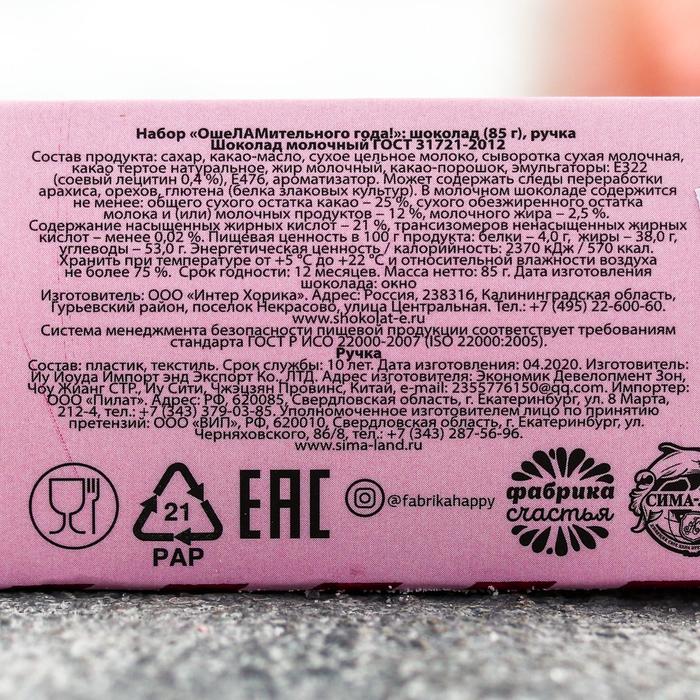 Набор «ОшеЛАМительного года!»: шоколад (85 г), ручка
Шоколад молочный ГОСТ 31721-2012
Состав продукта: сахар, какао-масло, сухое цельное молоко, сыворотка сухая молочная,
какао тертое натуральное, жир молочный, какао-порошок, эмульгаторы: Е322
(соевый лецитин 0,4 %), Е476, ароматизатор. Может содержать следы переработки
арахиса, орехов, глютена (белка злаковых культур). В молочном шоколаде содержится
не менее: общего сухого остатка какао – 25 %, сухого обезжиренного остатка
молока и (или) молочных продуктов – 12 %, молочного жира – 2,5 %.
Содержание насыщенных жирных кислот – 21 %, трансизомеров ненасыщенных жирных
кислот – менее 0,02 %. Пищевая ценность в 100 г продукта: белки – 4,0 г, жиры – 38,0 г,
углеводы – 53,0 г. Энергетическая ценность / калорийность: 2370 кДж / 570 ккал.
Хранить при температуре от +5 °С до +22 °С и относительной влажности воздуха
не более 75 %. Срок годности: 12 месяцев. Масса нетто: 85 г. Дата изготовления
шоколада: окно
Изготовитель: ООО «Интер Хорика». Адрес: Россия, 238316, Калининградская область,
Гурьевский район, поселок Некрасово, улица Центральная. Тел.: +7 (495) 22-600-60.
www.shokolat-e.ru
Система менеджмента безопасности пищевой продукции соответствует требованиям
стандарта ГОСТ Р ИСО 22000-2007 (ISO 22000:2005).
Ручка
Состав: пластик, текстиль. Срок службы: 10 лет. Дата изготовления: 04.2020. Изготовитель:
Иу Йоуда Импорт энд Экспорт Ко., ЛТД. Адрес изготовителя: Экономик Девелопмент Зон,
Чоу Жианг СТР, Иу Сити, Чжэцзян Провинс, Китай, e-mail: 2355776150@qq.com. Импортер:
ООО «Пилат». Адрес: РФ, 620085, Свердловская область, г. Екатеринбург, ул. 8 Марта,
212-4, тел.: +7 (343) 379-03-85. Уполномоченное изготовителем лицо по принятию
претензий: ООО «ВИП», РФ, 620010, Свердловская область, г. Екатеринбург, ул.
Черняховского, 86/8, тел.: +7 (343) 287-56-96.
www.sima-land.ru
21
PAP
EAC
@fabrikahappy
фабрика
счастья
СИМА-